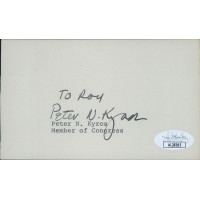 To Roy
Peter N. Kyros
Peter N. Kyros
Member of Congress